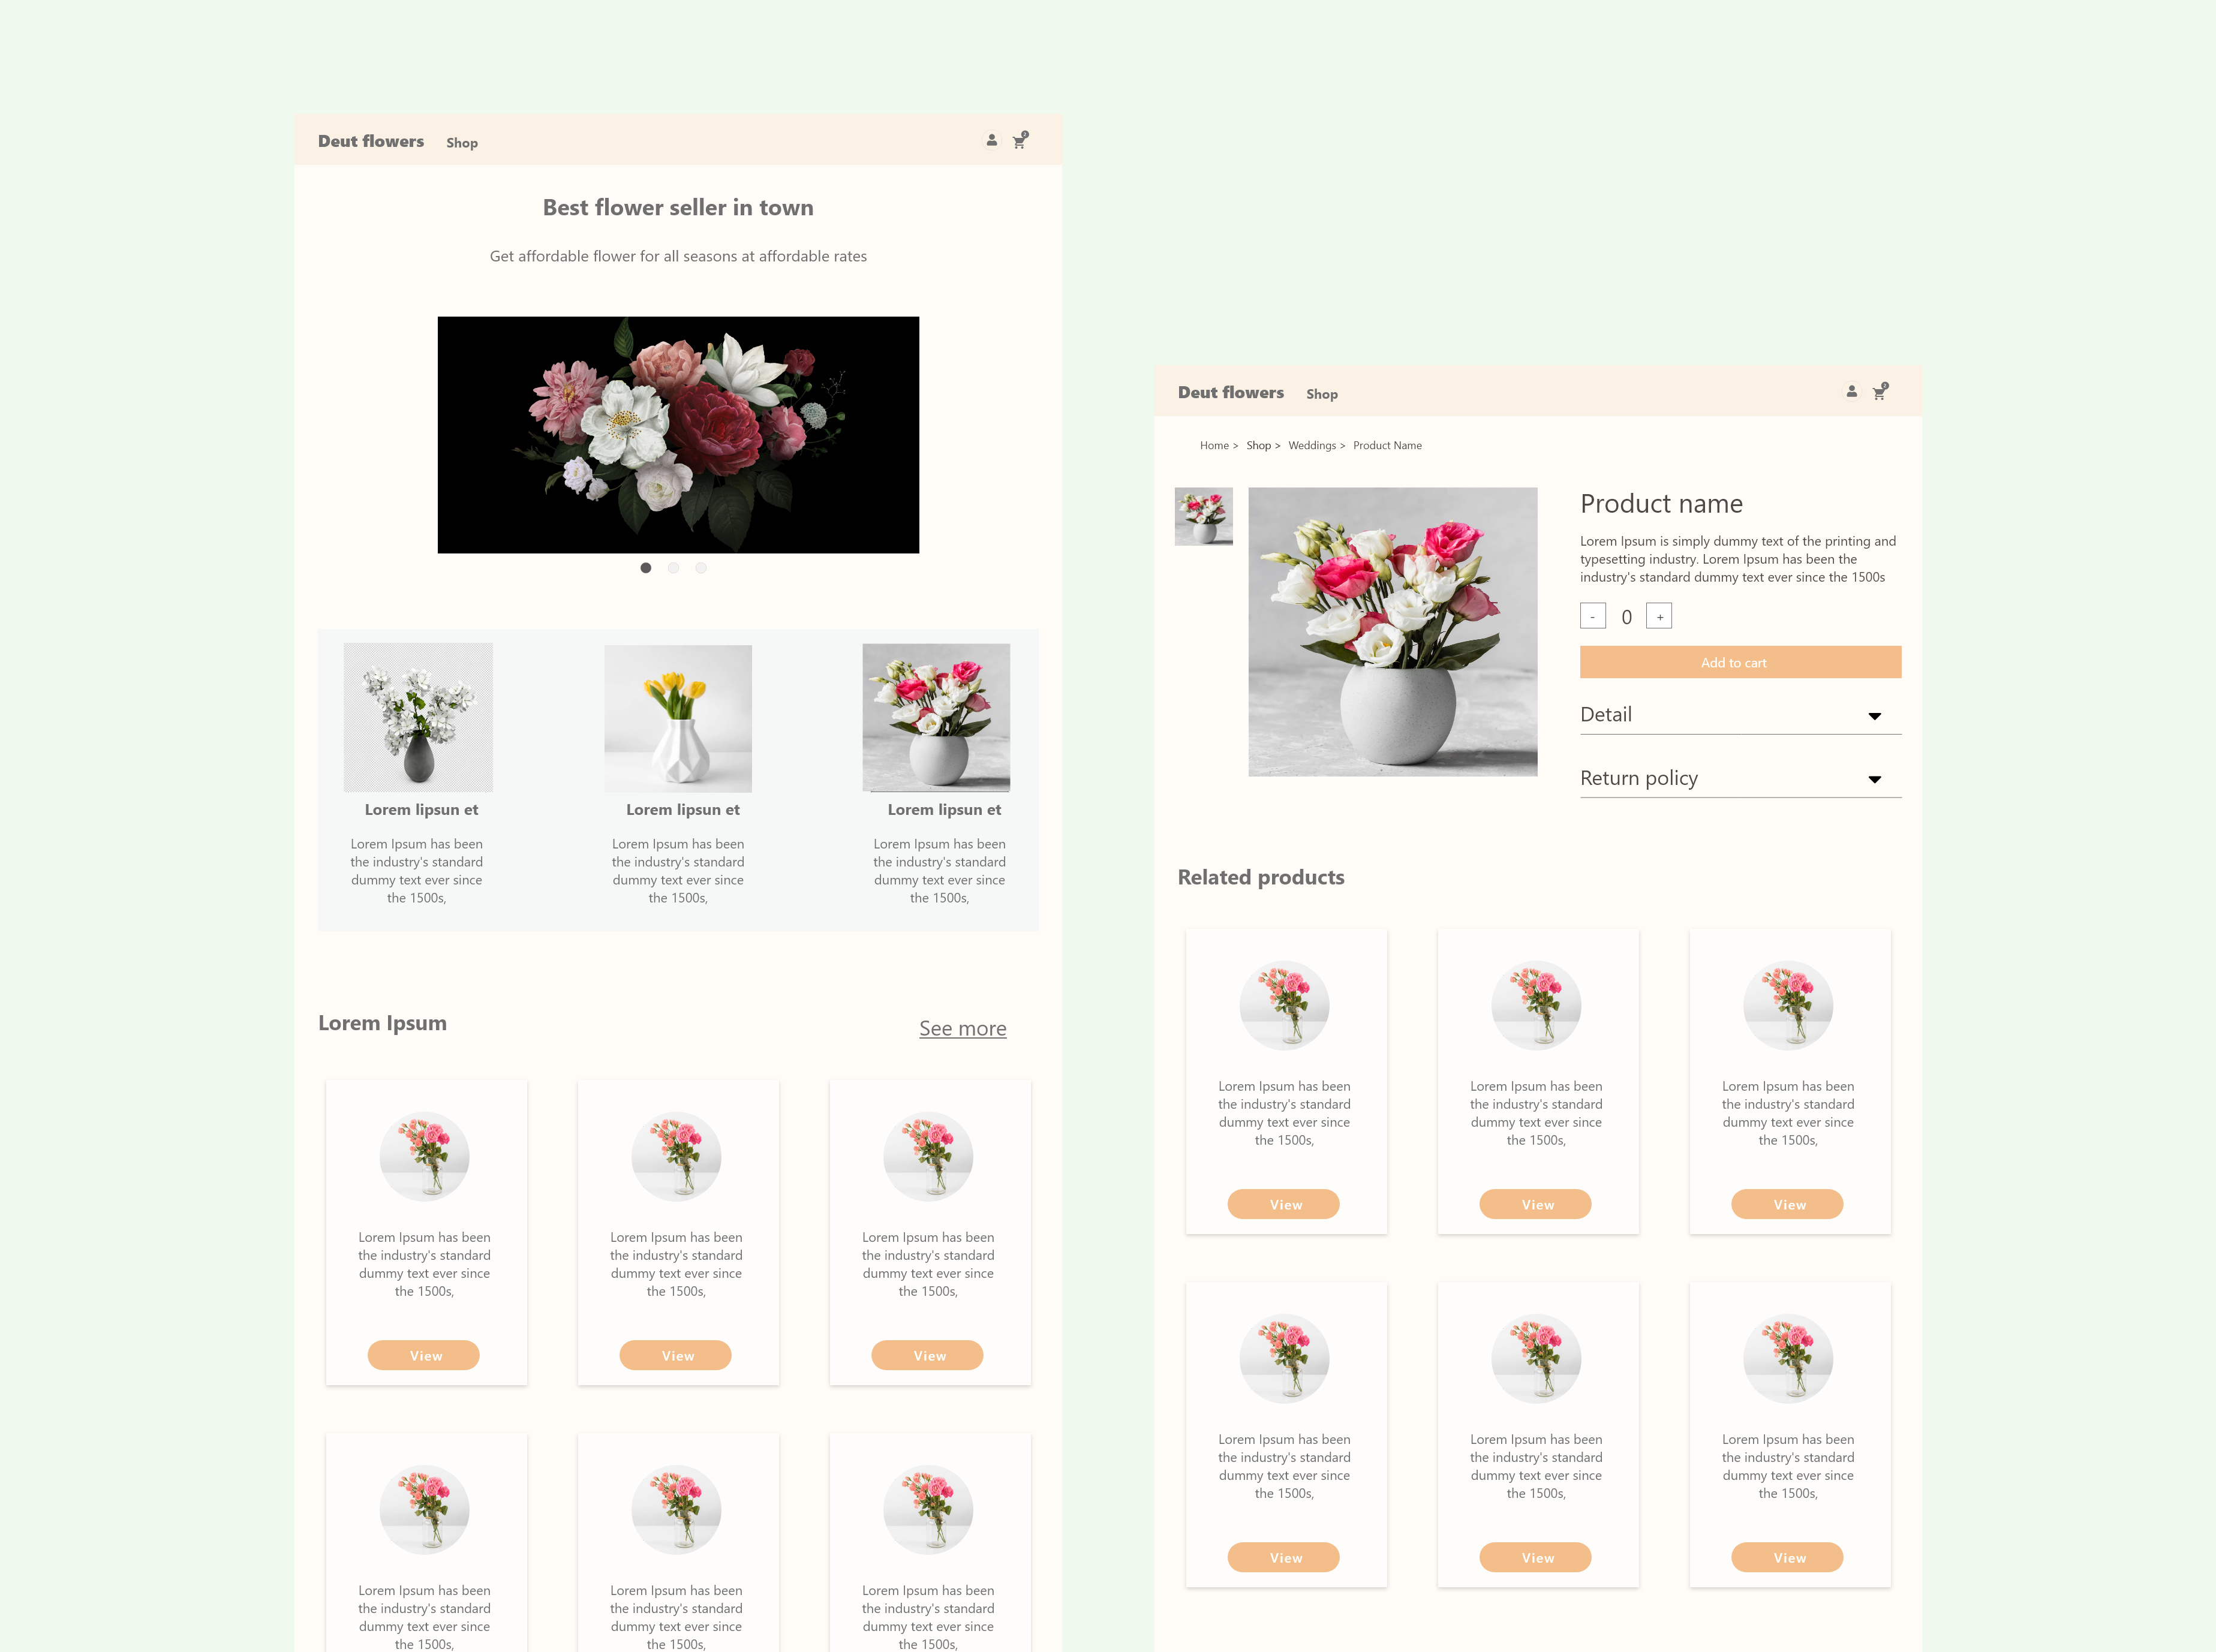 Deut flowers Shop
Best flower seller in town
Get affordable flower for all seasons at affordable rates
Lorem lipsun et
Lorem Ipsum has been
the industry's standard
dummy text ever since
the 1500s,
Lorem lipsun et
Lorem Ipsum has been
the industry's standard
dummy text ever since
the 1500s,
Lorem lipsun et
Lorem Ipsum has been
the industry's standard
dummy text ever since
the 1500s,
Lorem Ipsum
See more
Lorem Ipsum has been
the industry's standard
dummy text ever since
the 1500s,
View
Lorem Ipsum has been
the industry's standard
dummy text ever since
the 1500s,
View
Lorem Ipsum has been
the industry's standard
dummy text ever since
the 1500s,
View
Lorem Ipsum has been
the industry's standard
dummy text ever since
the 1500s,
Lorem Ipsum has been
the industry's standard
dummy text ever since
the 1500s,
Lorem Ipsum has been
the industry's standard
dummy text ever since
the 1500s,
Deut flowers Shop
Home > Shop > Weddings > Product Name
Product name
Lorem Ipsum is simply dummy text of the printing and
typesetting industry. Lorem Ipsum has been the
industry's standard dummy text ever since the 1500s
- 0 +
Add to cart
Detail
Return policy
Related products
Lorem Ipsum has been
the industry's standard
dummy text ever since
the 1500s,
View
Lorem Ipsum has been
the industry's standard
dummy text ever since
the 1500s,
View
Lorem Ipsum has been
the industry's standard
dummy text ever since
the 1500s,
View
Lorem Ipsum has been
the industry's standard
dummy text ever since
the 1500s,
View
Lorem Ipsum has been
the industry's standard
dummy text ever since
the 1500s,
View
Lorem Ipsum has been
the industry's standard
dummy text ever since
the 1500s,
View